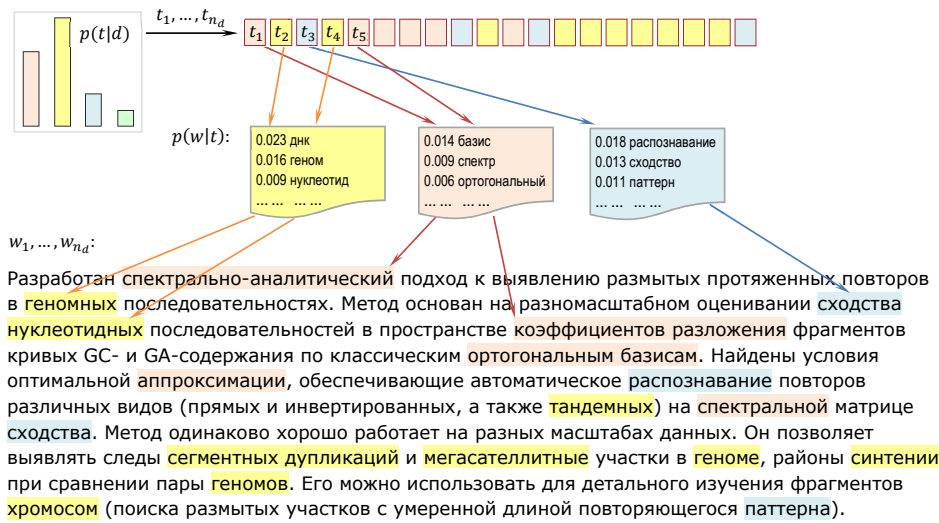 p(t|d)
t₁, … , tₙd
t₁ t₂ t₃ t₄ t₅
p(w|t):
0.023 днк
0.016 геном
0.009 нуклеотид
… … … …
0.014 базис
0.009 спектр
0.006 ортогональный
… … … …
0.018 распознавание
0.013 сходство
0.011 паттерн
… … … …
w₁, … , wₙd:
Разработан спектрально-аналитический подход к выявлению размытых протяженных повторов
в геномных последовательностях. Метод основан на разномасштабном оценивании сходства
нуклеотидных последовательностей в пространстве коэффициентов разложения фрагментов
кривых GC- и GA-содержания по классическим ортогональным базисам. Найдены условия
оптимальной аппроксимации, обеспечивающие автоматическое распознавание повторов
различных видов (прямых и инвертированных, а также тандемных) на спектральной матрице
сходства. Метод одинаково хорошо работает на разных масштабах данных. Он позволяет
выявлять следы сегментных дупликаций и мегасателлитные участки в геноме, районы синтении
при сравнении пары геномов. Его можно использовать для детального изучения фрагментов
хромосом (поиска размытых участков с умеренной длиной повторяющегося паттерна).